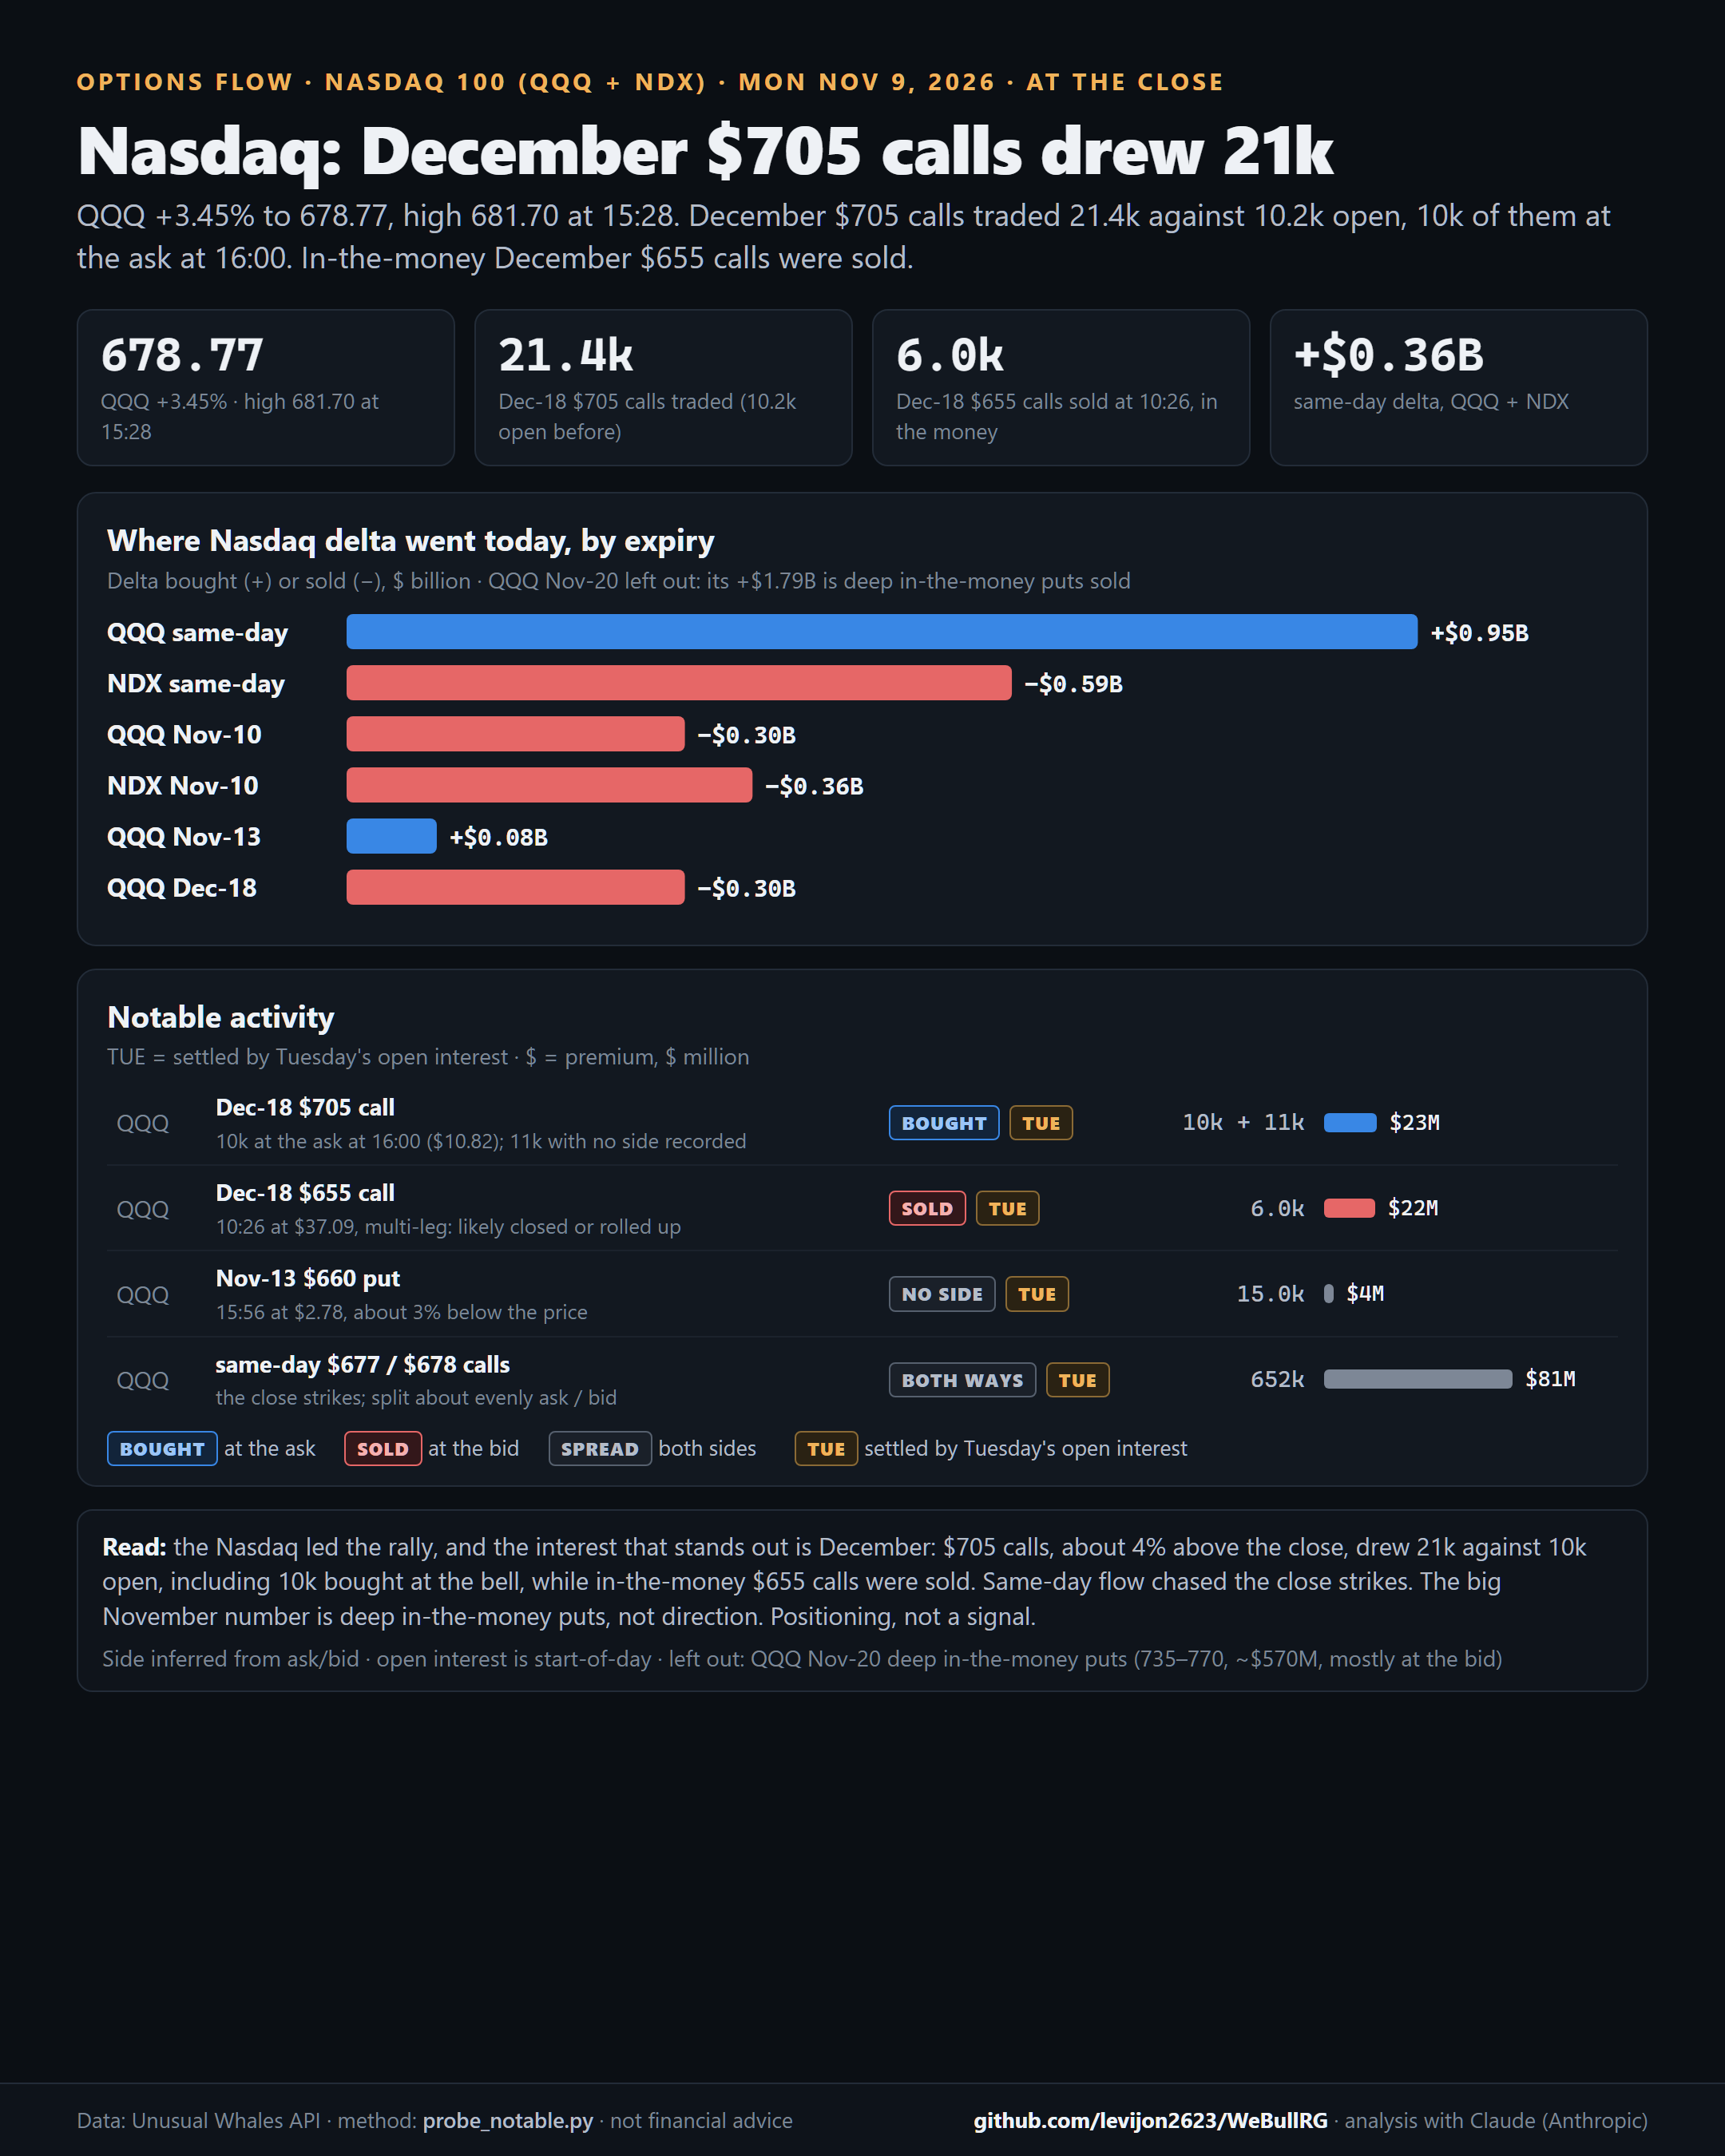 OPTIONS FLOW · NASDAQ 100 (QQQ + NDX) · MON NOV 9, 2026 · AT THE CLOSE
Nasdaq: December $705 calls drew 21k
QQQ +3.45% to 678.77, high 681.70 at 15:28. December $705 calls traded 21.4k against 10.2k open, 10k of them at
the ask at 16:00. In-the-money December $655 calls were sold.
678.77
QQQ +3.45% · high 681.70 at
15:28
21.4k
Dec-18 $705 calls traded (10.2k
open before)
6.0k
Dec-18 $655 calls sold at 10:26, in
the money
+$0.36B
same-day delta, QQQ + NDX
Where Nasdaq delta went today, by expiry
Delta bought (+) or sold (−), $ billion · QQQ Nov-20 left out: its +$1.79B is deep in-the-money puts sold
QQQ same-day +$0.95B
NDX same-day −$0.59B
QQQ Nov-10 −$0.30B
NDX Nov-10 −$0.36B
QQQ Nov-13 +$0.08B
QQQ Dec-18 −$0.30B
Notable activity
TUE = settled by Tuesday's open interest · $ = premium, $ million
QQQ Dec-18 $705 call BOUGHT TUE 10k + 11k $23M
10k at the ask at 16:00 ($10.82); 11k with no side recorded
QQQ Dec-18 $655 call SOLD TUE 6.0k $22M
10:26 at $37.09, multi-leg: likely closed or rolled up
QQQ Nov-13 $660 put NO SIDE TUE 15.0k $4M
15:56 at $2.78, about 3% below the price
QQQ same-day $677 / $678 calls BOTH WAYS TUE 652k $81M
the close strikes; split about evenly ask / bid
BOUGHT at the ask SOLD at the bid SPREAD both sides TUE settled by Tuesday's open interest
Read: the Nasdaq led the rally, and the interest that stands out is December: $705 calls, about 4% above the close, drew 21k against 10k
open, including 10k bought at the bell, while in-the-money $655 calls were sold. Same-day flow chased the close strikes. The big
November number is deep in-the-money puts, not direction. Positioning, not a signal.
Side inferred from ask/bid · open interest is start-of-day · left out: QQQ Nov-20 deep in-the-money puts (735–770, ~$570M, mostly at the bid)
Data: Unusual Whales API · method: probe_notable.py · not financial advice
github.com/levijon2623/WeBullRG · analysis with Claude (Anthropic)